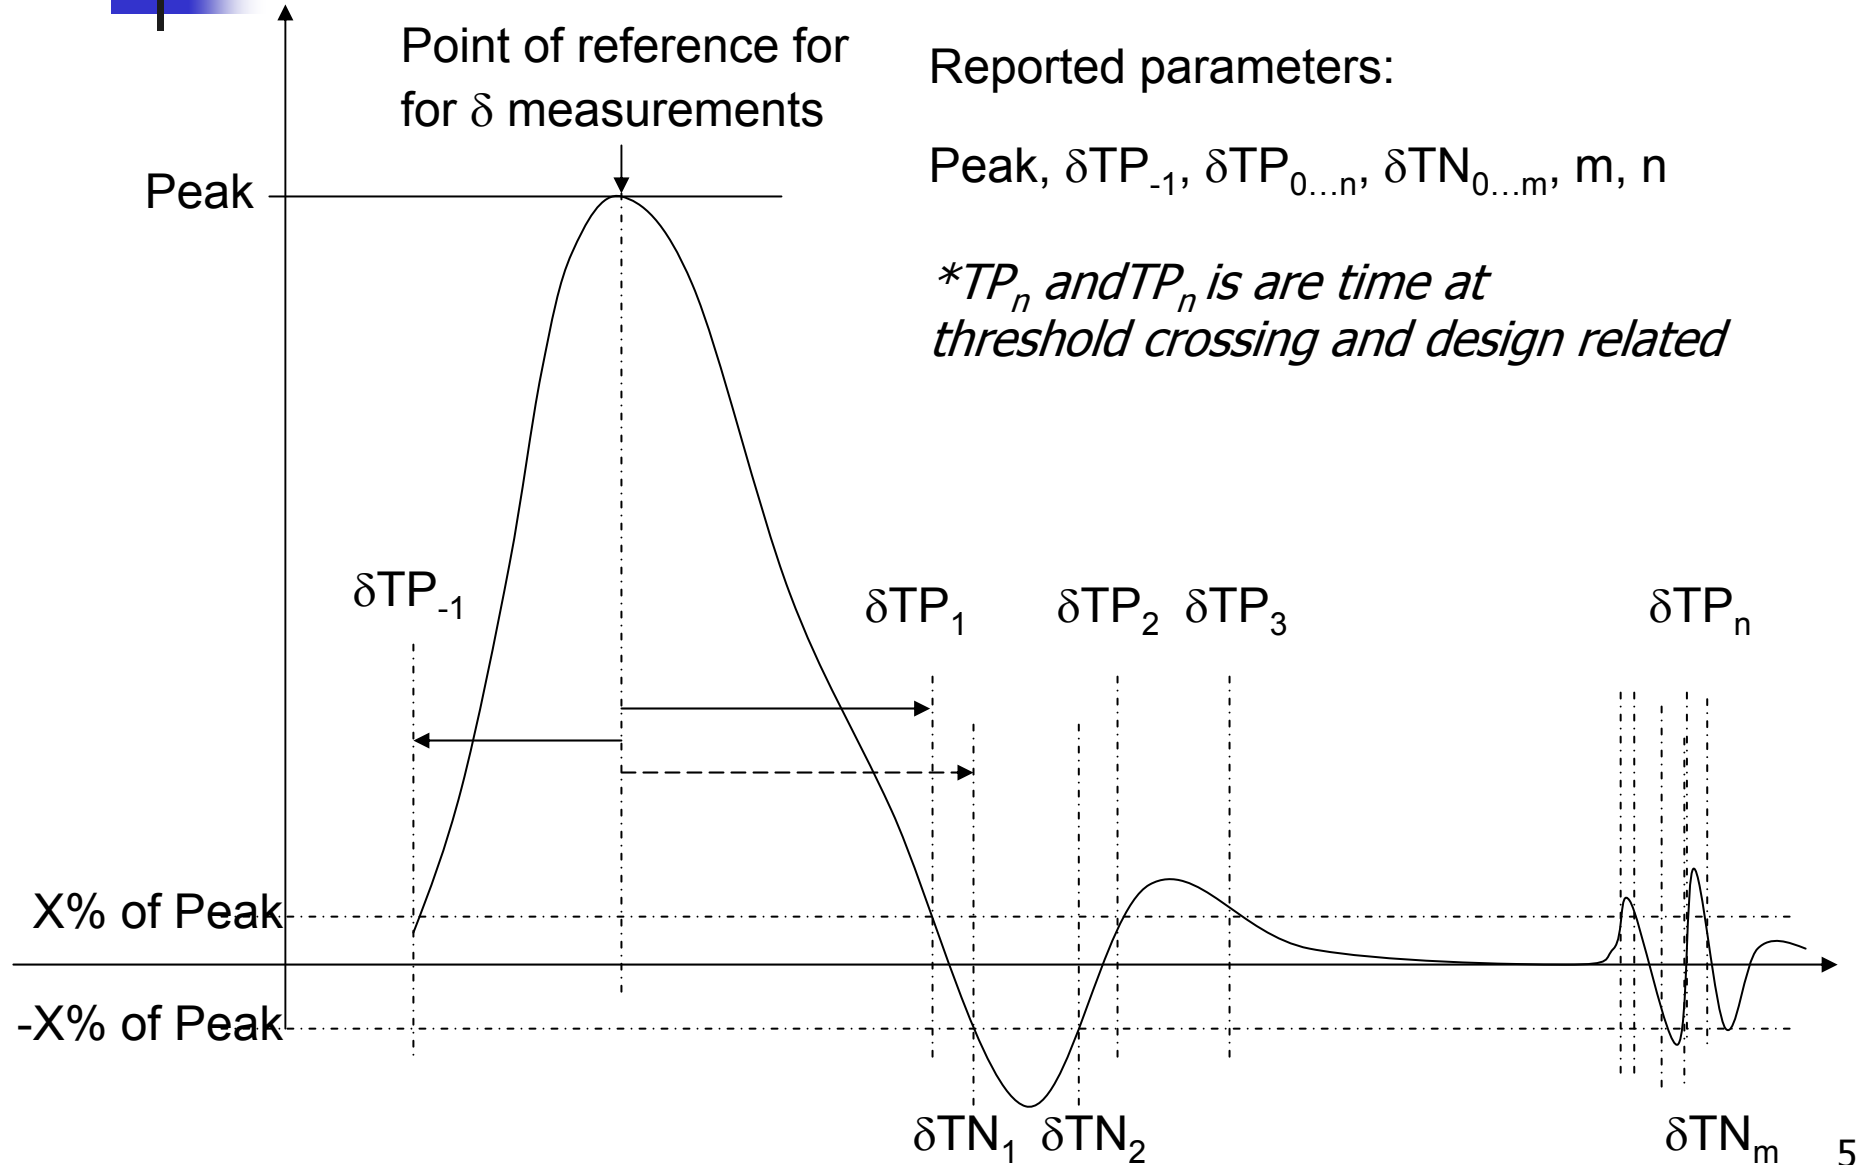 Point of reference for
for δ measurements
Reported parameters:
Peak, δTP-1, δTP0...n, δTN0...m, m, n
*TPn andTPn is are time at
threshold crossing and design related
Peak
δTP-1
δTP1
δTP2
δTP3
δTPn
X% of Peak
-X% of Peak
δTN1
δTN2
δTNm
5